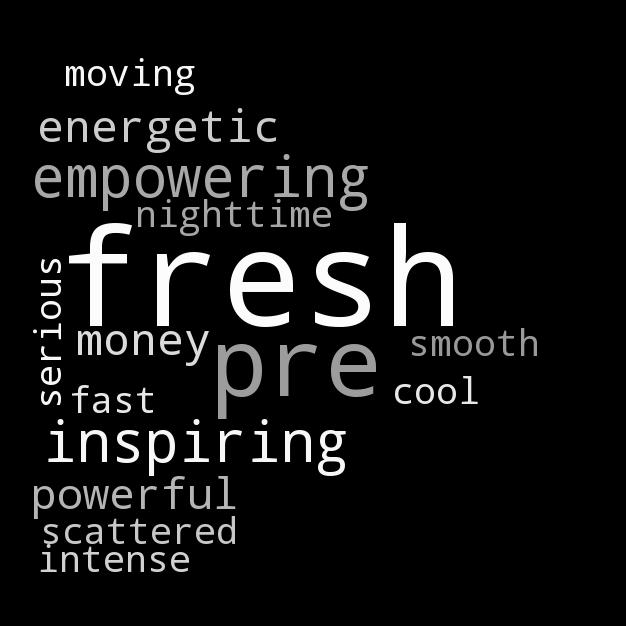 moving
energetic
empowering
nighttime
fresh
serious
money
pre
smooth
fast
cool
inspiring
powerful
scattered
intense